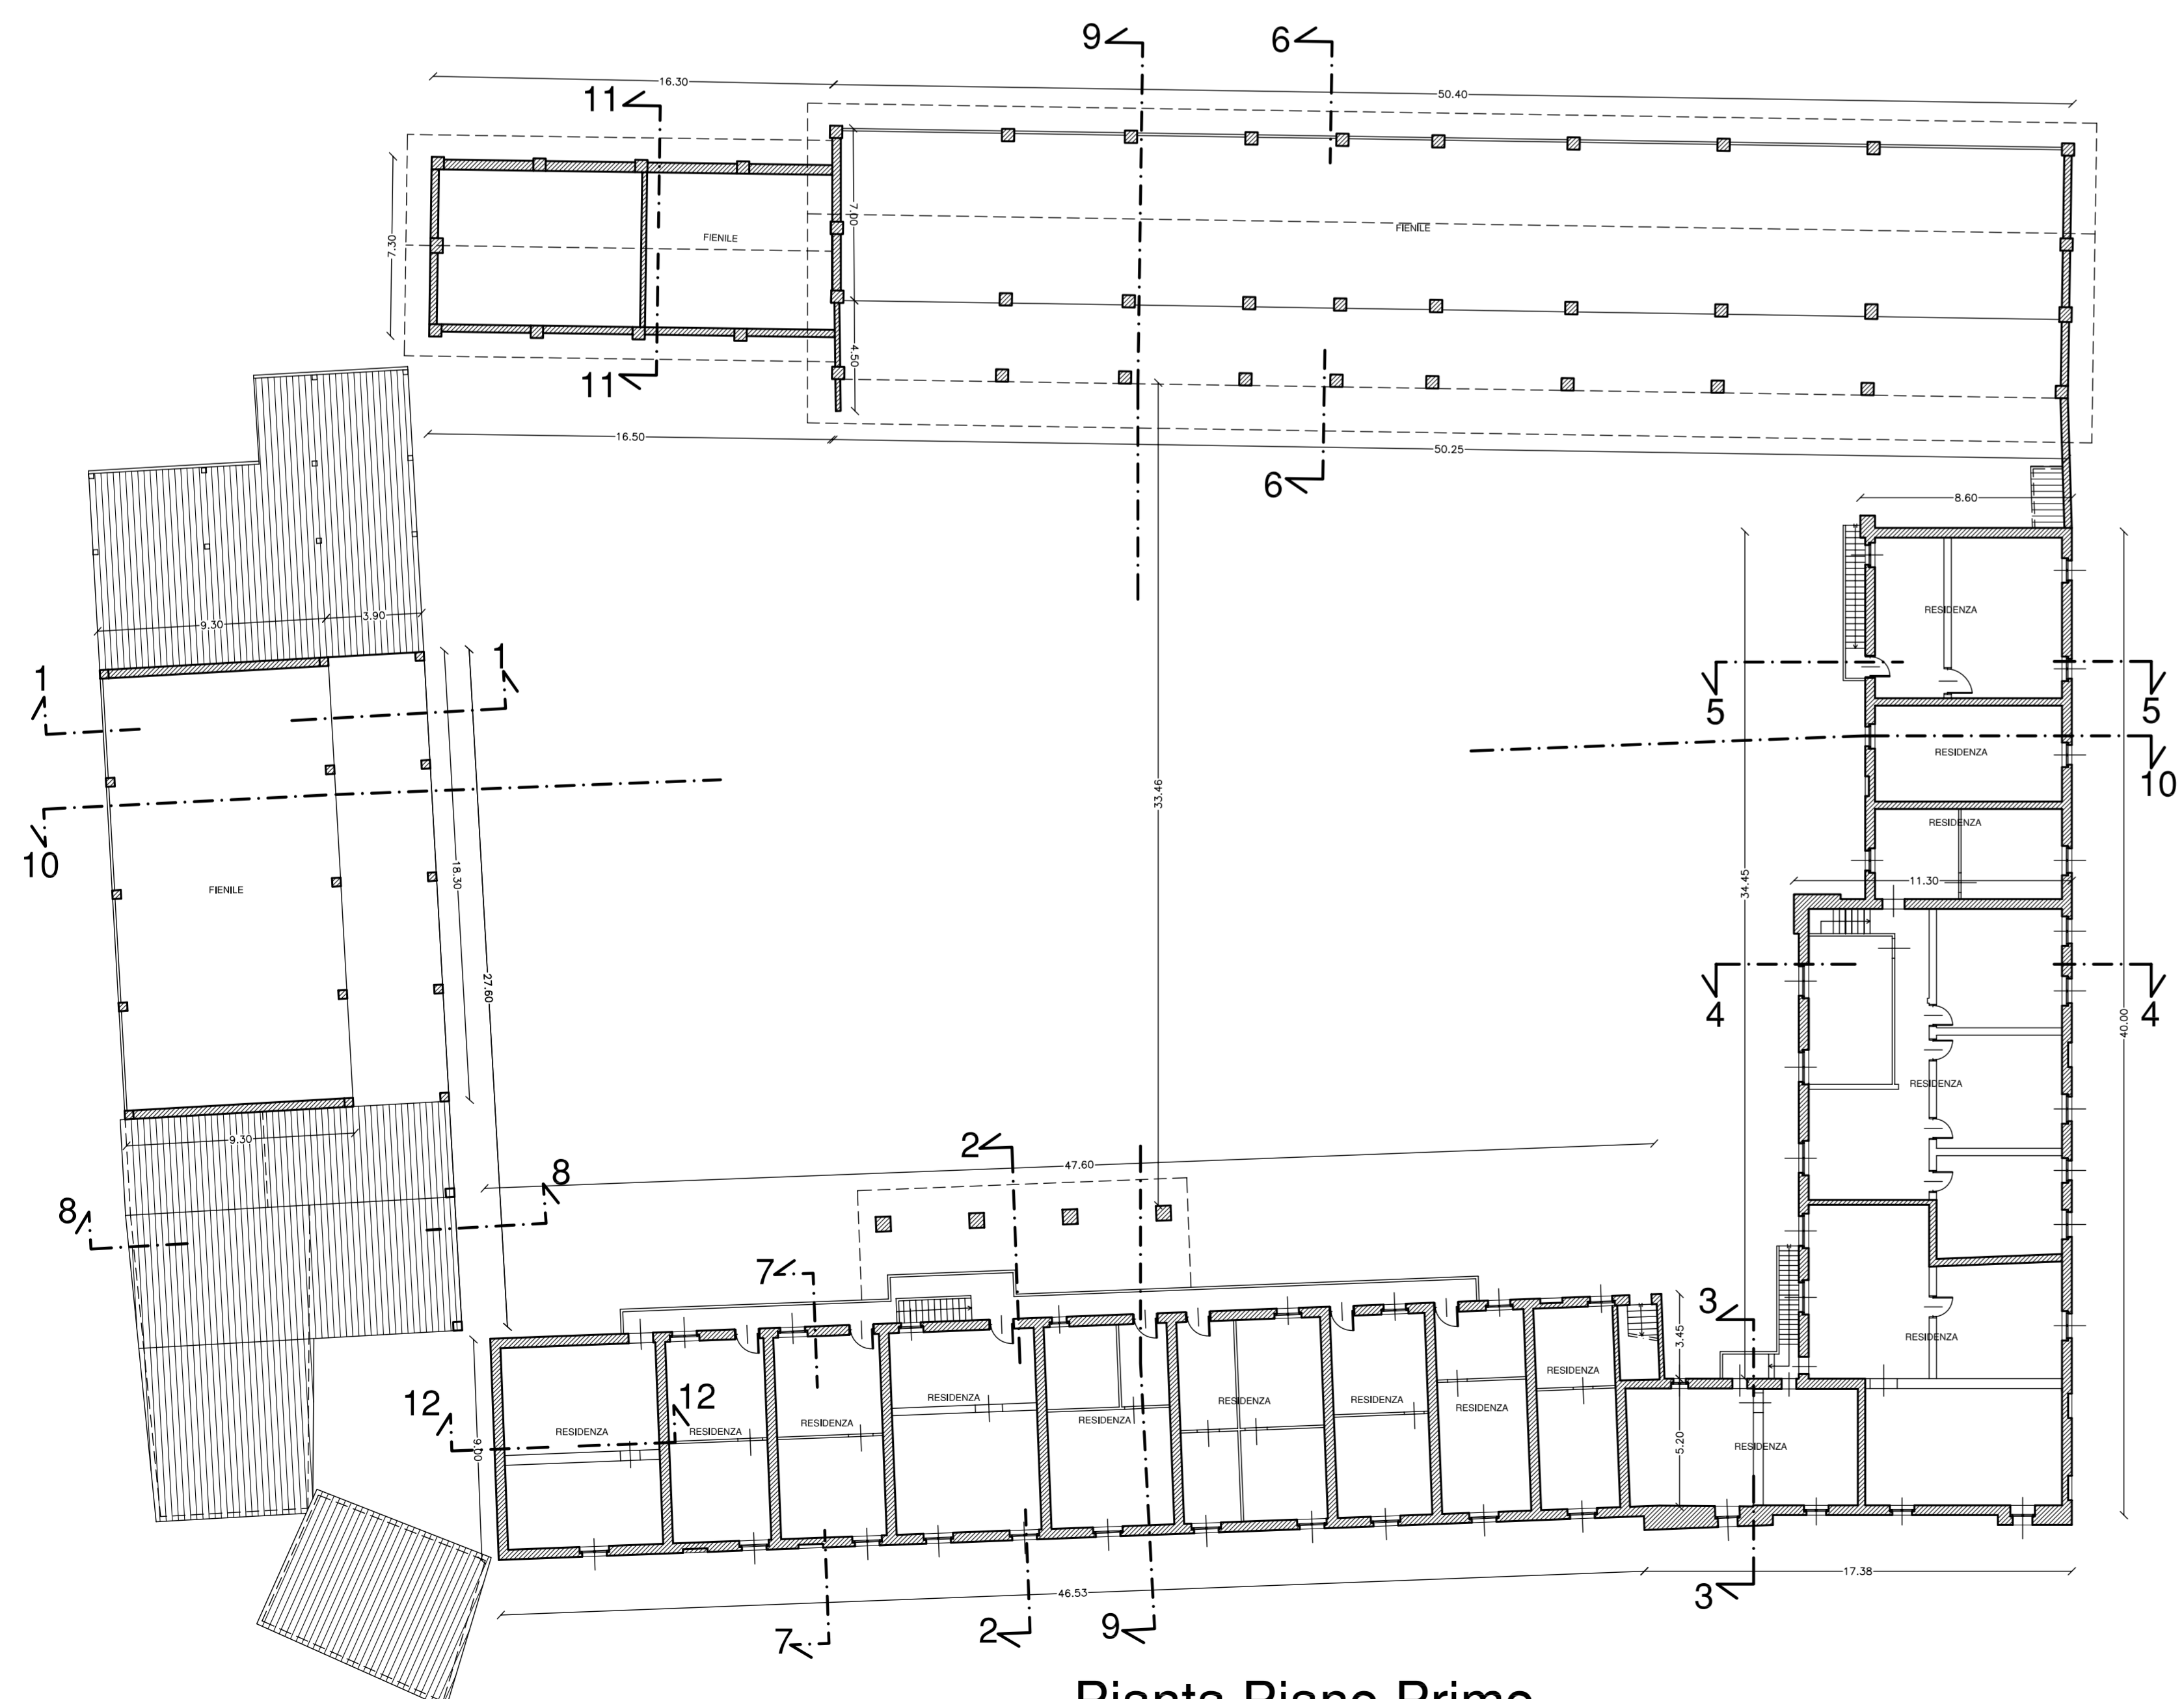 9
6
16.30
50.40
11
7.00
FIENILE
FIENILE
7.30
4.50
11
16.50
50.25
6
8.60
RESIDENZA
9.30
3.90
1
1
5
5
RESIDENZA
10
33.46
RESIDENZA
10
18.30
34.45
11.30
FIENILE
27.60
4
4
40.00
RESIDENZA
9.30
2
47.60
8
8
7
3
3.45
RESIDENZA
12
12
RESIDENZA
RESIDENZA
RESIDENZA
RESIDENZA
RESIDENZA
RESIDENZA
RESIDENZA
RESIDENZA
RESIDENZA
9.00
5.20
RESIDENZA
46.53
17.38
3
7
2
9
Pianta Piano Primo